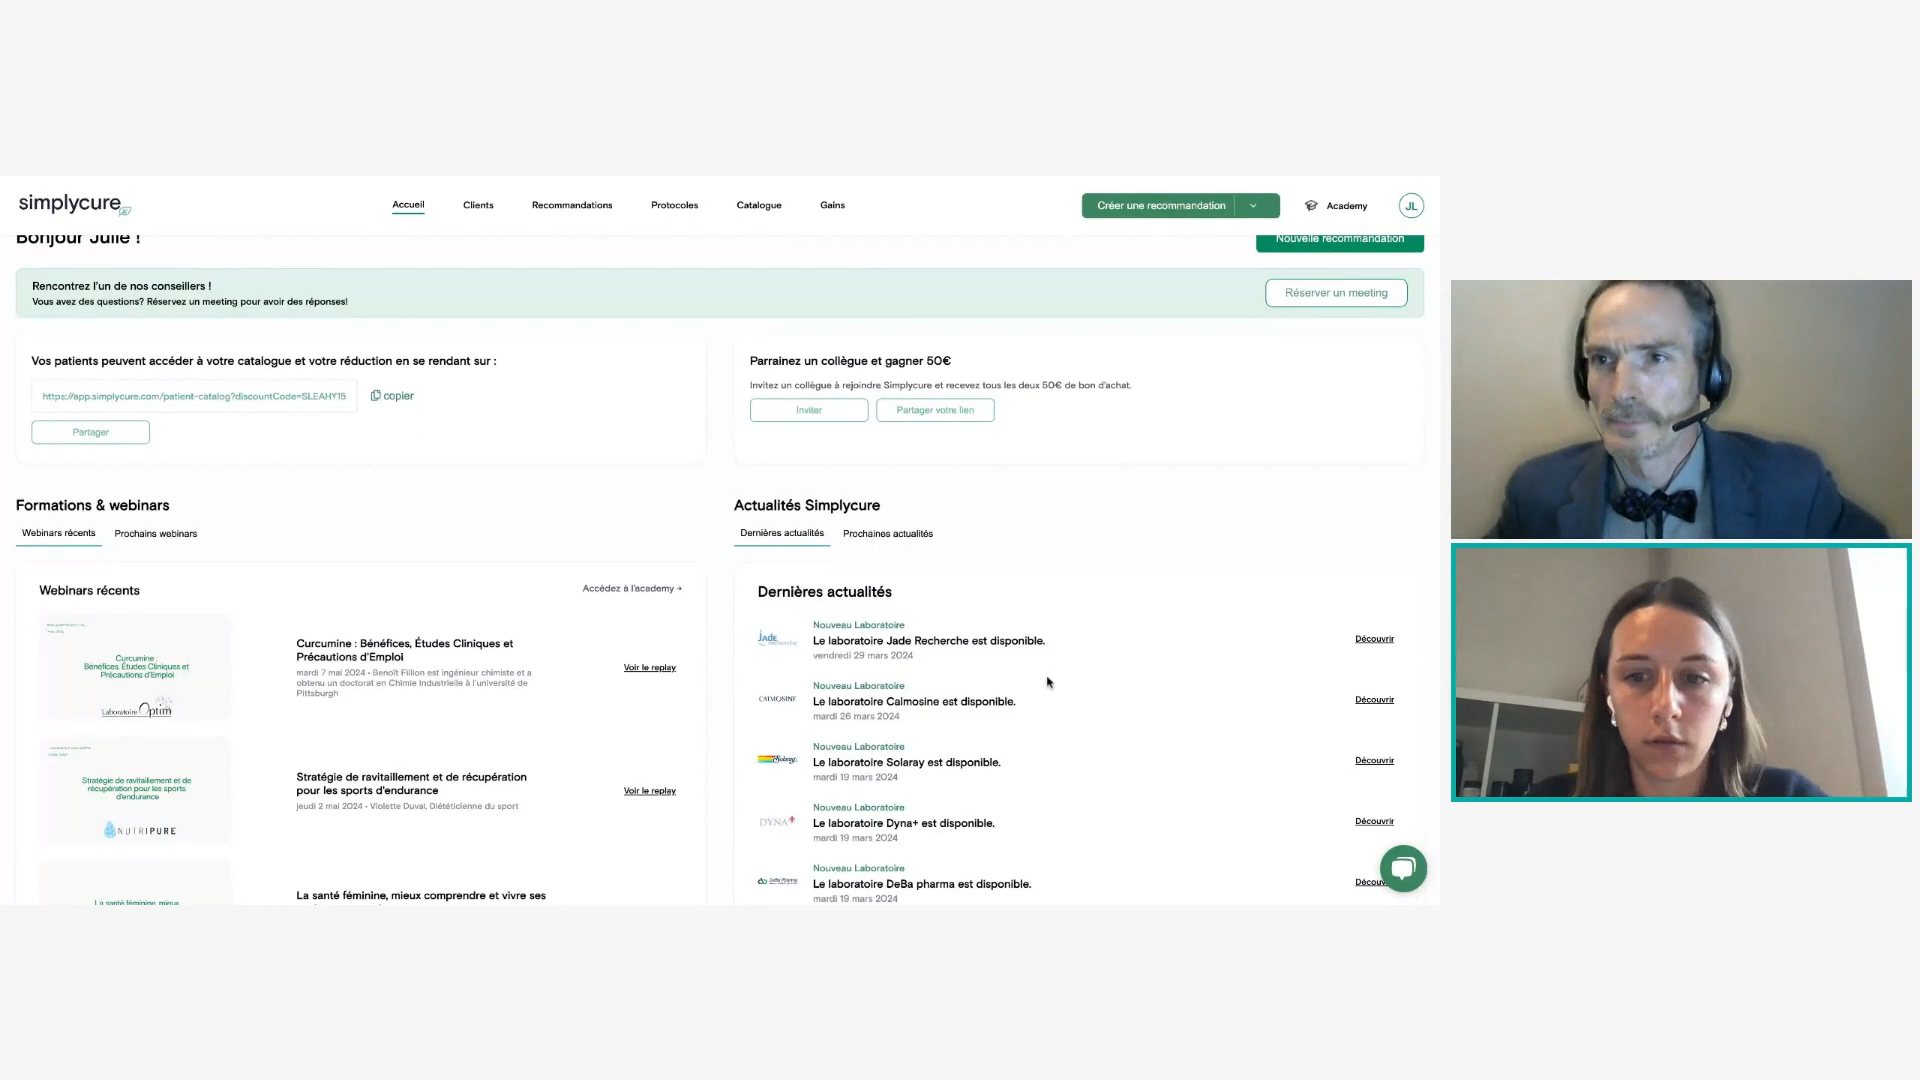 simplycure
Accueil
Clients
Recommandations
Protocoles
Catalogue
Gains
Créer une recommandation
Academy
JL
Bonjour Julie !
Nouvelle recommandation
Rencontrez l'un de nos conseillers !
Vous avez des questions? Réservez un meeting pour avoir des réponses!
Réserver un meeting
Vos patients peuvent accéder à votre catalogue et votre réduction en se rendant sur :
https://app.simplycure.com/patient-catalog?discountCode=SLEAHY15
copier
Partager
Parrainez un collègue et gagner 50€
Invitez un collègue à rejoindre Simplycure et recevez tous les deux 50€ de bon d'achat.
Inviter
Partager votre lien
Formations & webinars
Webinars récents
Prochains webinars
Webinars récents
Accédez à l'academy →
Curcumine :
Bénéfices, Études Cliniques et
Précautions d'Emploi
Laboratoire Optim
Curcumine : Bénéfices, Études Cliniques et
Précautions d'Emploi
mardi 7 mai 2024 • Benoît Fillion est ingénieur chimiste et a
obtenu un doctorat en Chimie Industrielle à l'université de
Pittsburgh
Voir le replay
Stratégie de ravitaillement et de
récupération pour les sports
d'endurance
NUTRIPURE
Stratégie de ravitaillement et de récupération
pour les sports d'endurance
jeudi 2 mai 2024 • Violette Duval, Diététicienne du sport
Voir le replay
La santé féminine, mieux
La santé féminine, mieux comprendre et vivre ses
Actualités Simplycure
Dernières actualités
Prochaines actualités
Dernières actualités
JADE
Recherche
Nouveau Laboratoire
Le laboratoire Jade Recherche est disponible.
vendredi 29 mars 2024
Découvrir
CALMOSINE
Nouveau Laboratoire
Le laboratoire Calmosine est disponible.
mardi 26 mars 2024
Découvrir
Solaray
Nouveau Laboratoire
Le laboratoire Solaray est disponible.
mardi 19 mars 2024
Découvrir
DYNA+
Nouveau Laboratoire
Le laboratoire Dyna+ est disponible.
mardi 19 mars 2024
Découvrir
DeBa Pharma
Nouveau Laboratoire
Le laboratoire DeBa pharma est disponible.
mardi 19 mars 2024